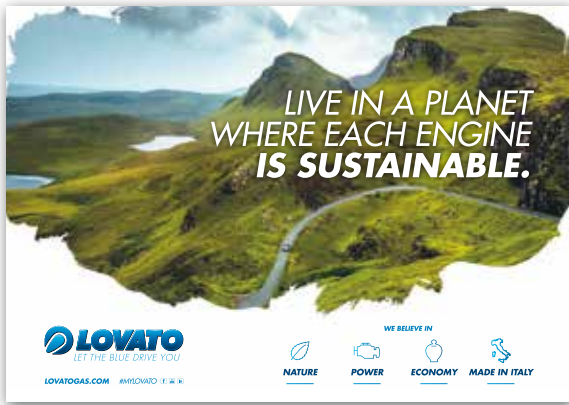 LIVE IN A PLANET
WHERE EACH ENGINE
IS SUSTAINABLE.
LOVATO
LET THE BLUE DRIVE YOU
WE BELIEVE IN
NATURE
POWER
ECONOMY
MADE IN ITALY
LOVATOGAS.COM #MYLOVATO